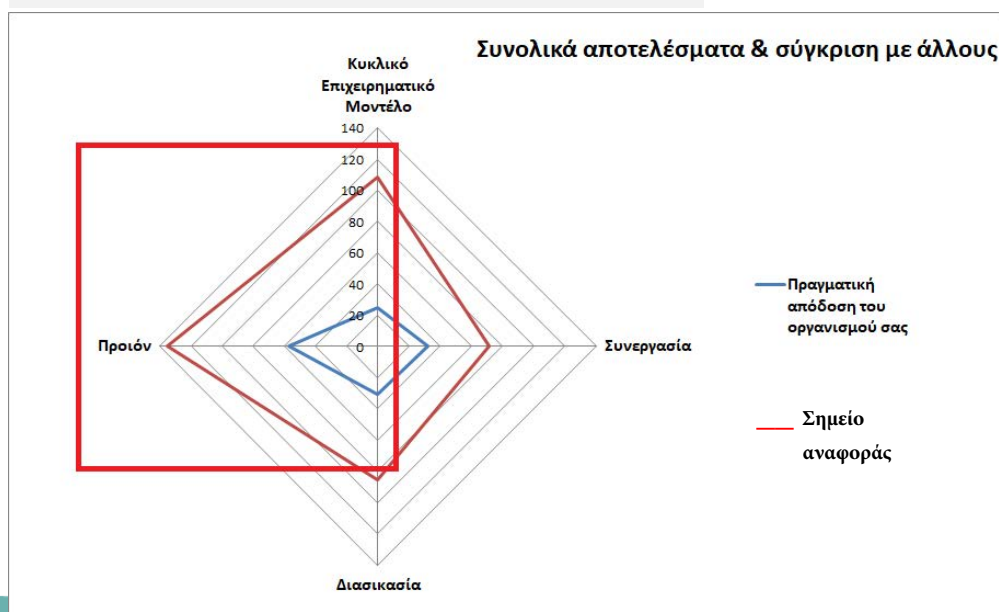 Συνολικά αποτελέσματα & σύγκριση με άλλους
Κυκλικό
Επιχειρηματικό
Μοντέλο
140
120
100
80
60
40
20
0
Προιόν
Συνεργασία
Διασικασία
Πραγματική
απόδοση του
οργανισμού σας
Σημείο
αναφοράς